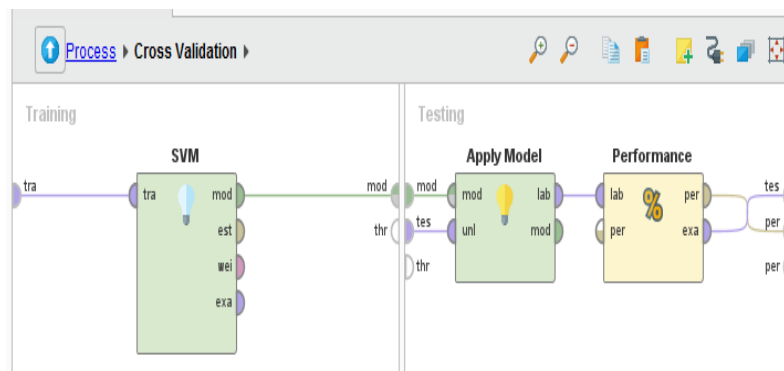 Process Cross Validation
Training
Testing
SVM
Apply Model
Performance
tra
tra
mod
est
wei
exa
mod
thr
mod
tes
thr
mod
unl
lab
mod
lab
per
%
per
exa
tes
per
per